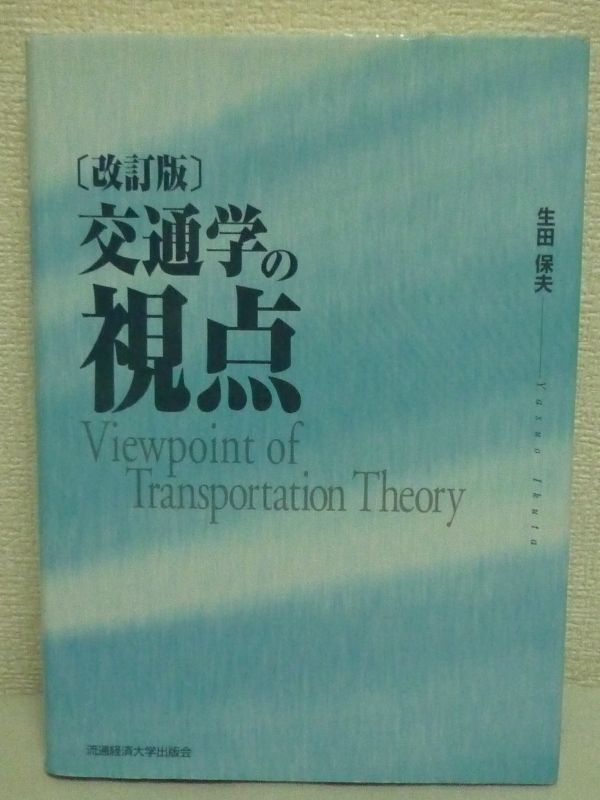 〔改訂版〕
交通学の
視点
Viewpoint of
Transportation Theory
生田 保夫
Yasuo Ikuta
流通経済大学出版会